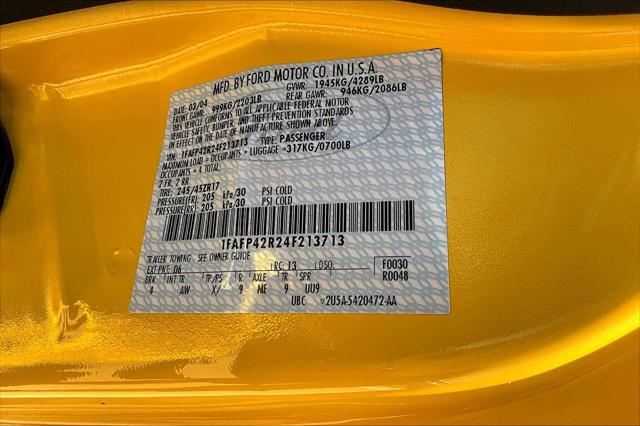 MFD. BY FORD MOTOR CO. IN U.S.A.
DATE: 03/04 GVWR: 1945KG/4289LB
FRONT GAWR: 999KG/2203LB REAR GAWR: 946KG/2086LB
THIS VEHICLE CONFORMS TO ALL APPLICABLE FEDERAL MOTOR
VEHICLE SAFETY, BUMPER, AND THEFT PREVENTION STANDARDS
IN EFFECT ON THE DATE OF MANUFACTURE SHOWN ABOVE.
VIN: 1FAFP42R24F213713 TYPE: PASSENGER
MAXIMUM LOAD = OCCUPANTS + LUGGAGE =317KG/0700LB
OCCUPANTS = 4 TOTAL:
2 FR, 2 RR
TIRE: 245/45ZR17
PRESSURE(FR): 205 kPa/30 PSI COLD
PRESSURE(RR): 205 kPa/30 PSI COLD
1FAFP42R24F213713
TRAILER TOWING - SEE OWNER GUIDE
EXT PNT: D6 RC: 13 DSO: F0030
BRK INT TR TP/PS R AXLE TR SPR R0048
4 AW X/ 9 ME 9 UU9
UBC 2U5A-5420472-AA